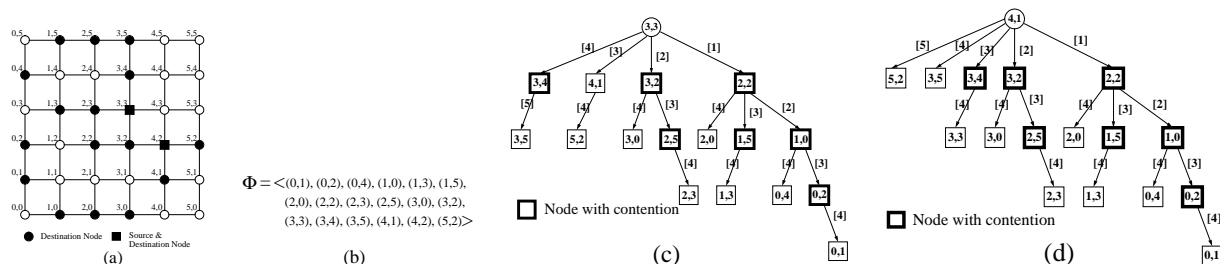 0,5 1,5 2,5 3,5 4,5 5,5
0,4 1,4 2,4 3,4 4,4 5,4
0,3 1,3 2,3 3,3 4,3 5,3
0,2 1,2 2,2 3,2 4,2 5,2
0,1 1,1 2,1 3,1 4,1 5,1
0,0 1,0 2,0 3,0 4,0 5,0
Destination Node
Source &
Destination Node
(a)
Φ = <(0,1), (0,2), (0,4), (1,0), (1,3), (1,5),
(2,0), (2,2), (2,3), (2,5), (3,0), (3,2),
(3,3), (3,4), (3,5), (4,1), (4,2), (5,2)>
(b)
3,3
[4] [3] [2] [1]
3,4 4,1 3,2 2,2
[5] [4] [4] [3] [4] [3] [2]
3,5 5,2 3,0 2,5 2,0 1,5 1,0
[4] [4] [4] [3]
2,3 1,3 0,4 0,2
[4]
0,1
Node with contention
(c)
4,1
[5] [4] [3] [2] [1]
5,2 3,5 3,4 3,2 2,2
[4] [4] [3] [4] [3] [2]
3,3 3,0 2,5 2,0 1,5 1,0
[4] [4] [4] [3]
2,3 1,3 0,4 0,2
[4]
0,1
Node with contention
(d)